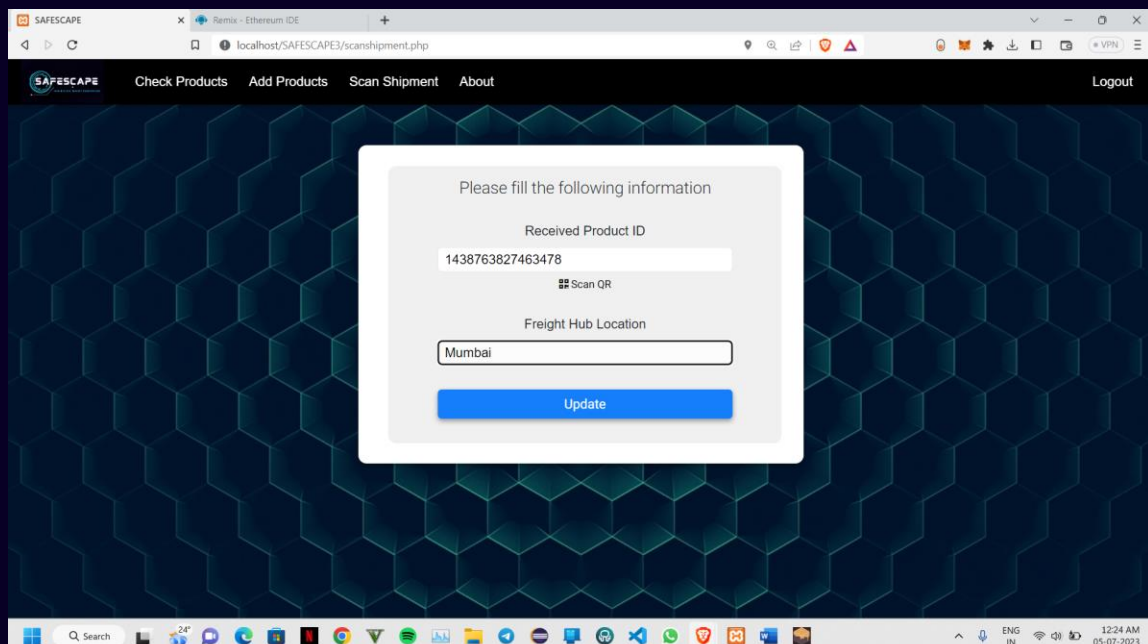 SAFESCAPE
Remix - Ethereum IDE
localhost/SAFESCAPE3/scanshipment.php
VPN
SAFESCAPE
Check Products
Add Products
Scan Shipment
About
Logout
Please fill the following information
Received Product ID
1438763827463478
Scan QR
Freight Hub Location
Mumbai
Update
Search
24°
ENG
IN
12:24 AM
05-07-2023